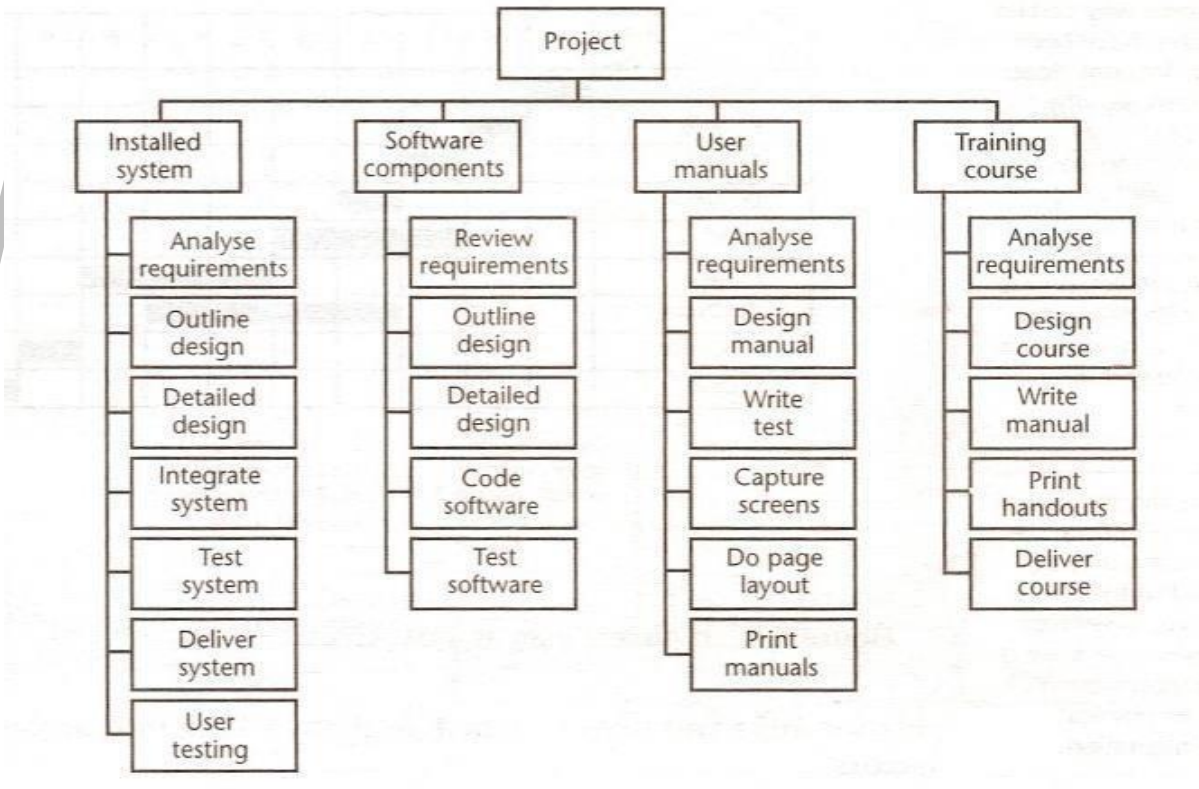 Project
Installed
system
Software
components
User
manuals
Training
course
Analyse
requirements
Outline
design
Detailed
design
Integrate
system
Test
system
Deliver
system
User
testing
Review
requirements
Outline
design
Detailed
design
Code
software
Test
software
Analyse
requirements
Design
manual
Write
test
Capture
screens
Do page
layout
Print
manuals
Analyse
requirements
Design
course
Write
manual
Print
handouts
Deliver
course